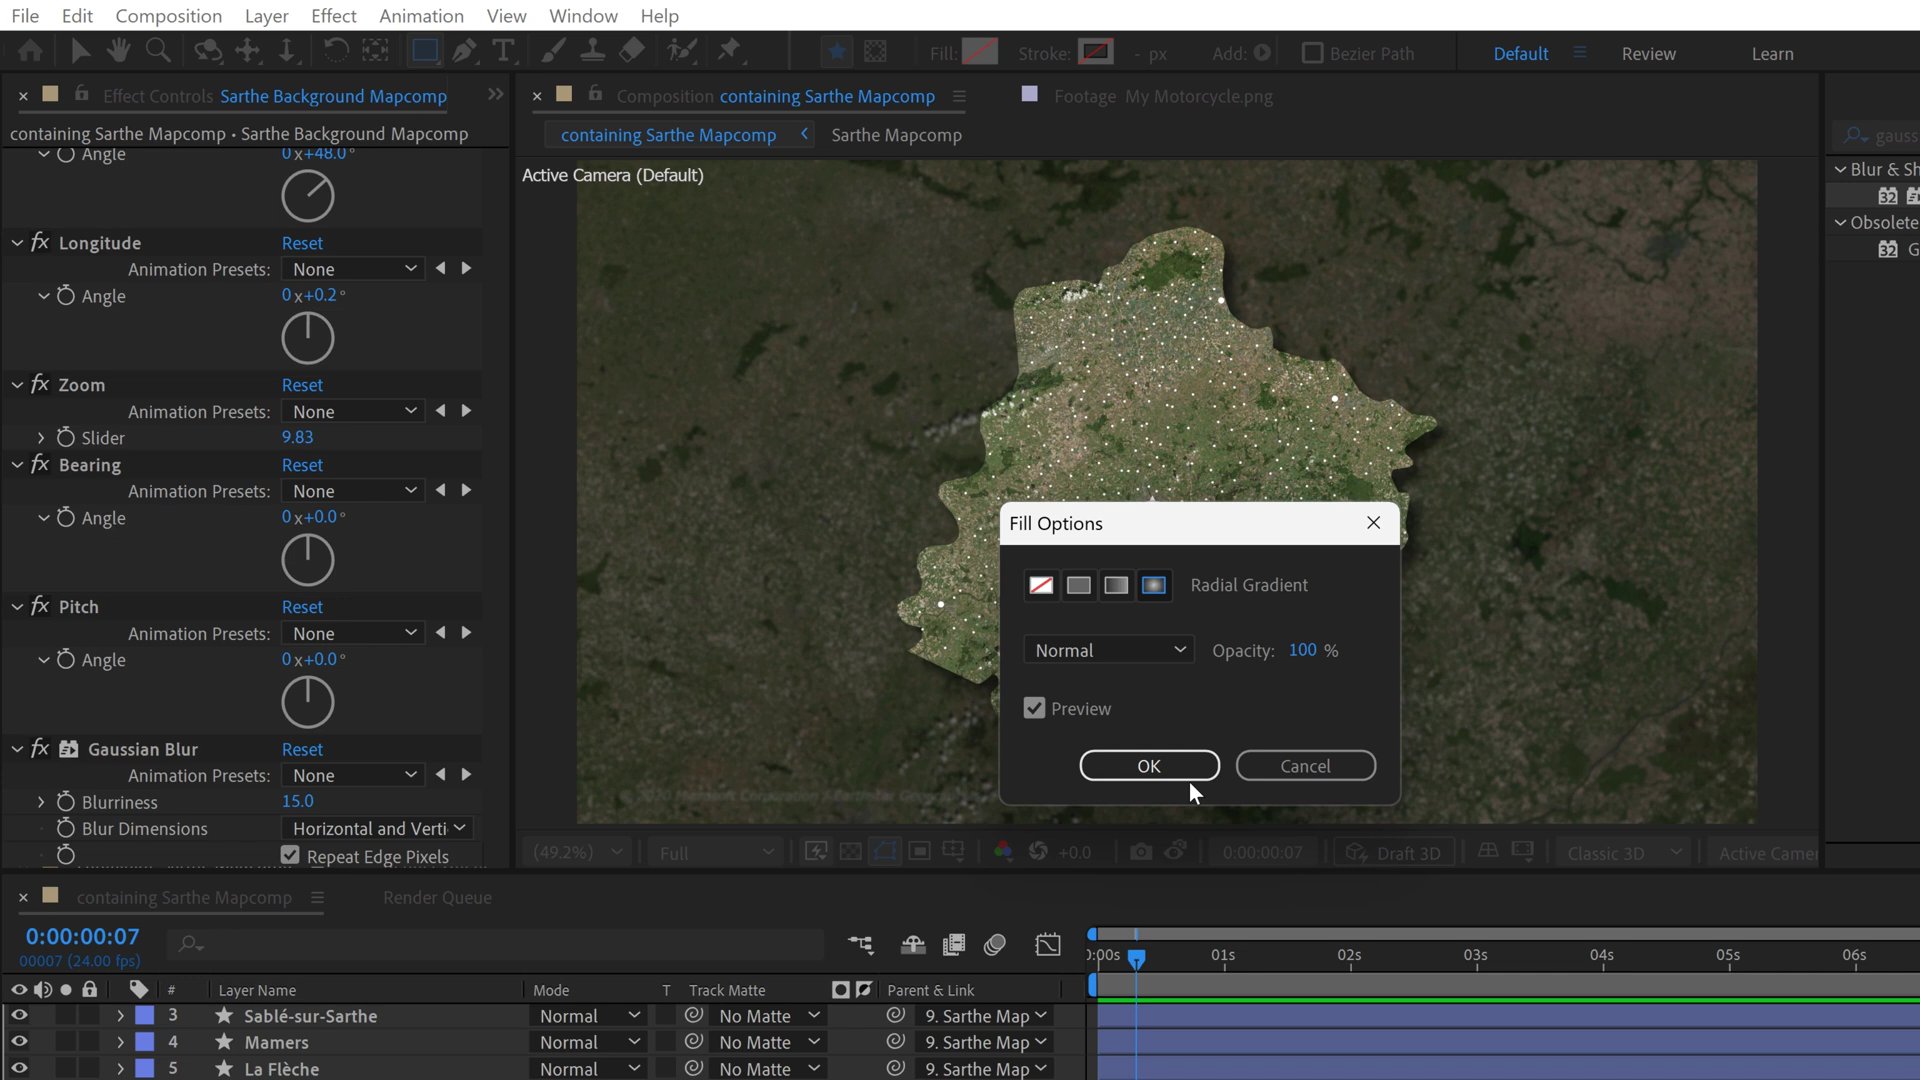 File Edit Composition Layer Effect Animation View Window Help
Fill: Stroke: - px Add: Bezier Path Default Review Learn
Effect Controls Sarthe Background Mapcomp
Composition containing Sarthe Mapcomp
Footage My Motorcycle.png
containing Sarthe Mapcomp • Sarthe Background Mapcomp
containing Sarthe Mapcomp Sarthe Mapcomp
gauss
Angle 0 x+48.0°
Active Camera (Default)
Blur & Sh
Obsolete
G
Longitude Reset
Animation Presets: None
Angle 0 x+0.2°
Zoom Reset
Animation Presets: None
Slider 9.83
Bearing Reset
Animation Presets: None
Angle 0 x+0.0°
Pitch Reset
Animation Presets: None
Angle 0 x+0.0°
Gaussian Blur Reset
Animation Presets: None
Blurriness 15.0
Blur Dimensions Horizontal and Verti
Repeat Edge Pixels
Fill Options
Radial Gradient
Normal Opacity: 100 %
Preview
OK Cancel
(49.2%) Full +0.0 0:00:00:07 Draft 3D Classic 3D Active Camer
containing Sarthe Mapcomp Render Queue
0:00:00:07
00007 (24.00 fps)
0:00s 01s 02s 03s 04s 05s 06s
# Layer Name Mode T Track Matte Parent & Link
3 Sablé-sur-Sarthe Normal No Matte 9. Sarthe Map
4 Mamers Normal No Matte 9. Sarthe Map
5 La Flèche Normal No Matte 9. Sarthe Map